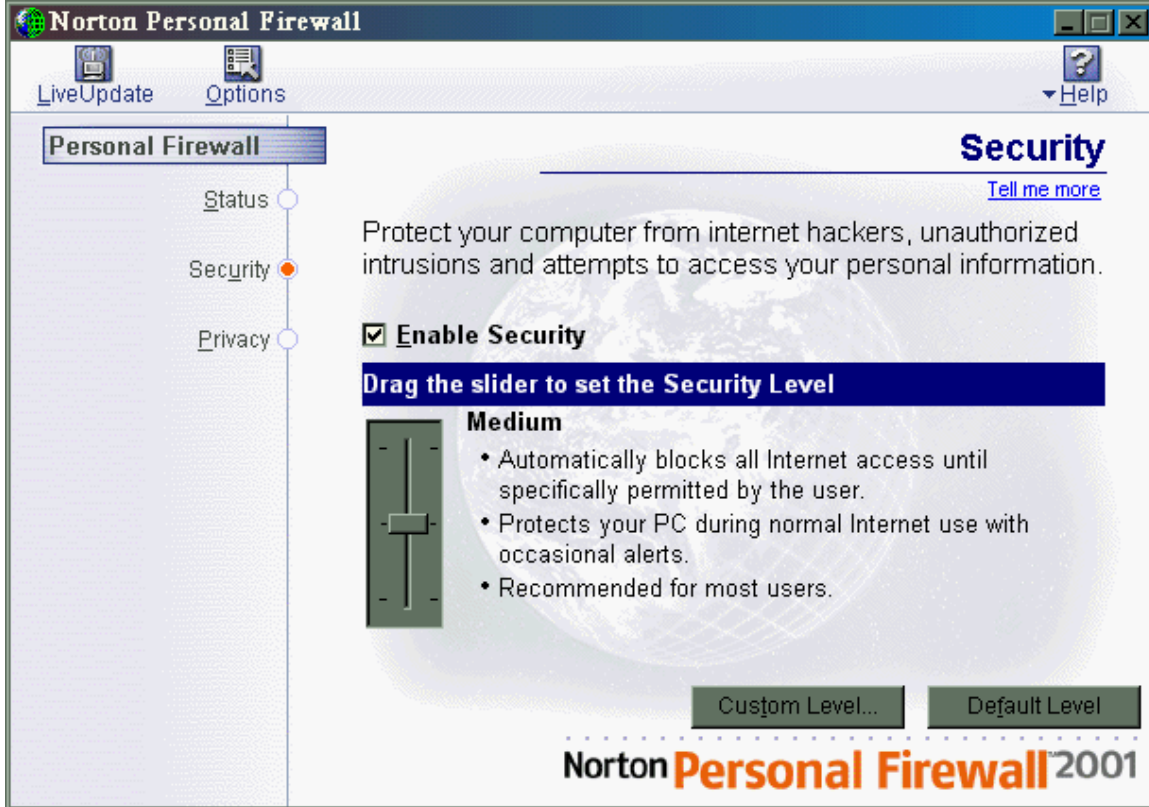 Norton Personal Firewall
LiveUpdate
Options
Help
Personal Firewall
Status
Security
Privacy
Security
Tell me more
Protect your computer from internet hackers, unauthorized
intrusions and attempts to access your personal information.
Enable Security
Drag the slider to set the Security Level
Medium
• Automatically blocks all Internet access until
specifically permitted by the user.
• Protects your PC during normal Internet use with
occasional alerts.
• Recommended for most users.
Custom Level...
Default Level
Norton Personal Firewall™2001